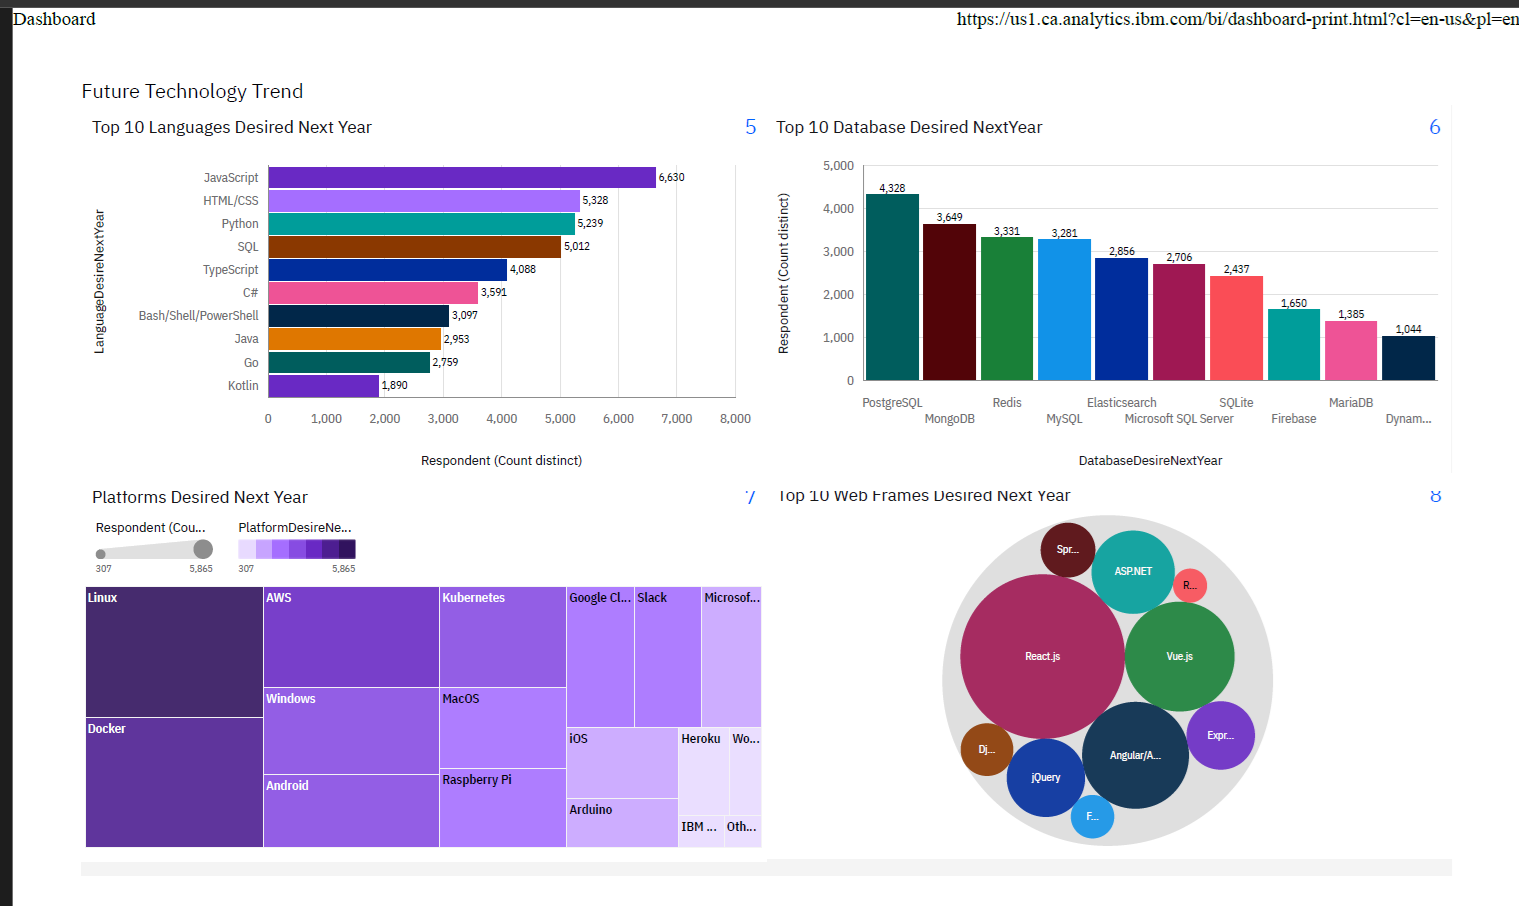 Dashboard
https://us1.ca.analytics.ibm.com/bi/dashboard-print.html?cl=en-us&pl=en
Future Technology Trend
Top 10 Languages Desired Next Year
5
LanguageDesireNextYear
JavaScript 6,630
HTML/CSS 5,328
Python 5,239
SQL 5,012
TypeScript 4,088
C# 3,591
Bash/Shell/PowerShell 3,097
Java 2,953
Go 2,759
Kotlin 1,890
0 1,000 2,000 3,000 4,000 5,000 6,000 7,000 8,000
Respondent (Count distinct)
Top 10 Database Desired NextYear
6
Respondent (Count distinct)
5,000
4,000
3,000
2,000
1,000
0
4,328
3,649
3,331
3,281
2,856
2,706
2,437
1,650
1,385
1,044
PostgreSQL
MongoDB
Redis
MySQL
Elasticsearch
Microsoft SQL Server
SQLite
Firebase
MariaDB
Dynam...
DatabaseDesireNextYear
Platforms Desired Next Year
7
Respondent (Cou...
307 5,865
PlatformDesireNe...
307 5,865
Linux
Docker
AWS
Windows
Android
Kubernetes
MacOS
Raspberry Pi
Google Cl...
Slack
Microsof...
iOS
Arduino
Heroku
Wo...
IBM ...
Oth...
Top 10 Web Frames Desired Next Year
8
Spr...
ASP.NET
R...
React.js
Vue.js
Dj...
jQuery
Angular/A...
Expr...
F...